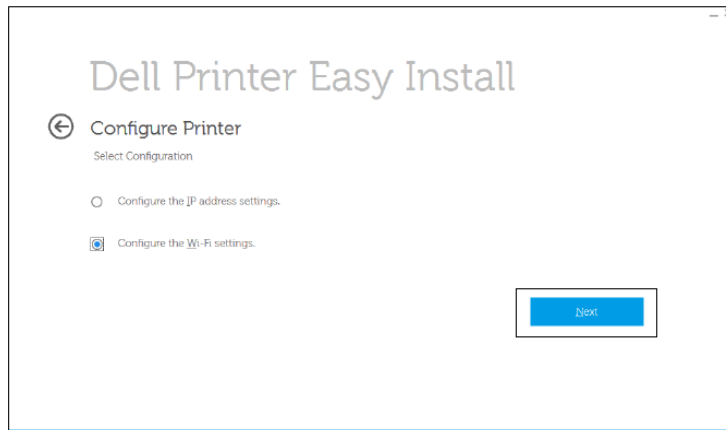 Dell Printer Easy Install
Configure Printer
Select Configuration
Configure the IP address settings.
Configure the Wi-Fi settings.
Next